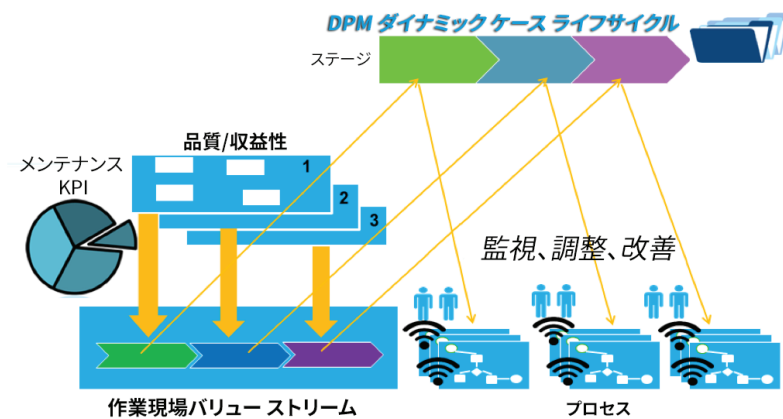 DPM ダイナミック ケース ライフサイクル
ステージ
品質/収益性
メンテナンス
KPI
1
2
3
監視、調整、改善
作業現場バリュー ストリーム
プロセス